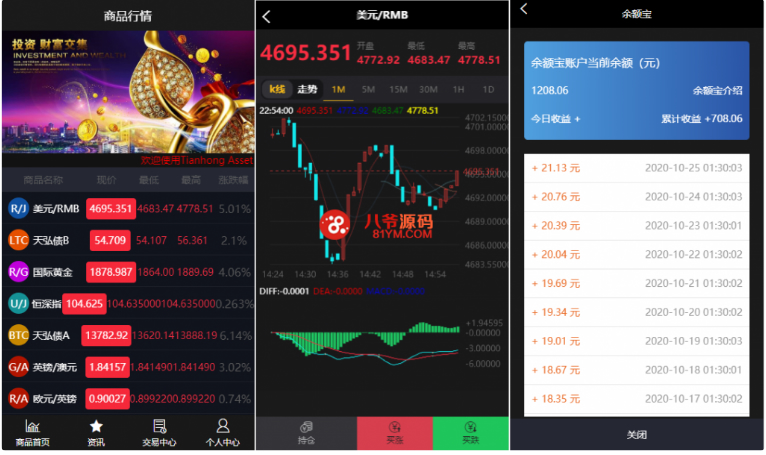 商品行情
投资 财富交集
INVESTMENT AND WEALTH
欢迎使用Tianhong Asset
商品名称 现价 最低 最高 涨跌幅
R/J 美元/RMB 4695.351 4683.47 4778.51 5.01%
LTC 天弘债B 54.709 54.107 56.361 2.1%
R/G 国际黄金 1878.987 1864.00 1889.69 4.06%
U/J 恒深指 104.625 104.635000 104.635000 0.263%
BTC 天弘债A 13782.92 13620.14 13888.19 6.14%
G/A 英镑/澳元 1.84157 1.841490 1.841490 3.02%
R/A 欧元/英镑 0.90027 0.899220 0.899220 0.74%
商品首页 资讯 交易中心 个人中心
美元/RMB
4695.351
开盘 最低 最高
4772.92 4683.47 4778.51
k线 走势 1M 5M 15M 30M 1H 1D
22:54:00 4695.351 4683.47 4778.51
4702.15000
4701.00000
4695.351
4692.00000
4689.00000
4686.00000
4683.55000
八爷源码
81YM.COM
14:24 14:30 14:36 14:42 14:48 14:54
DIFF:-0.0001 DEA:-0.0000
+1.94595
-0.00000
-3.00000
-6.00000
持仓 买涨 买跌
余额宝
余额宝账户当前余额（元）
1208.06 余额宝介绍
今日收益 + 累计收益 +708.06
+ 21.13 元 2020-10-25 01:30:03
+ 20.76 元 2020-10-24 01:30:03
+ 20.39 元 2020-10-23 01:30:01
+ 20.04 元 2020-10-22 01:30:02
+ 19.69 元 2020-10-21 01:30:02
+ 19.34 元 2020-10-20 01:30:02
+ 19.01 元 2020-10-19 01:30:03
+ 18.67 元 2020-10-18 01:30:01
+ 18.35 元 2020-10-17 01:30:02
关闭